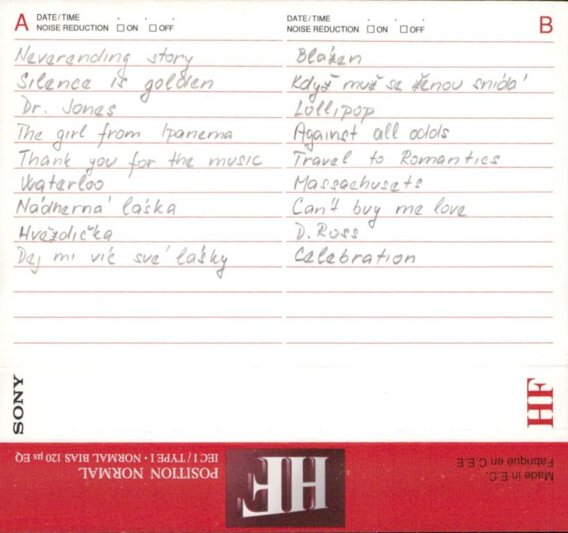 A DATE/TIME . . .
NOISE REDUCTION □ ON □ OFF
Neverending story
Silence is golden
Dr. Jones
The girl from Ipanema
Thank you for the music
Waterloo
Nádherná láska
Hvězdička
Dej mi víc své lásky
DATE/TIME . . . B
NOISE REDUCTION □ ON □ OFF
Blázen
Když muž se ženou snídá
Lollipop
Against all odds
Travel to Romantis
Massachusets
Can't buy me love
D. Ross
Celebration
SONY
HF
POSITION NORMAL
IEC I / TYPE I · NORMAL BIAS 120 µs EQ
HF
Made in E.C.
Fabriqué en C.E.E